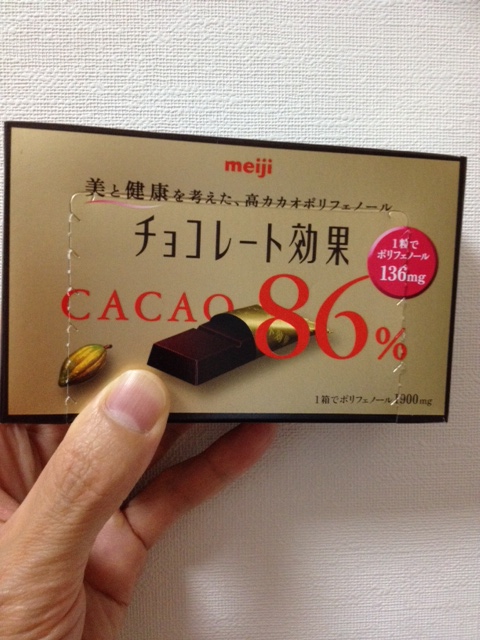 meiji
美と健康を考えた、高カカオポリフェノール
チョコレート効果
1粒で
ポリフェノール
136mg
CACAO 86%
1箱でポリフェノール1900mg